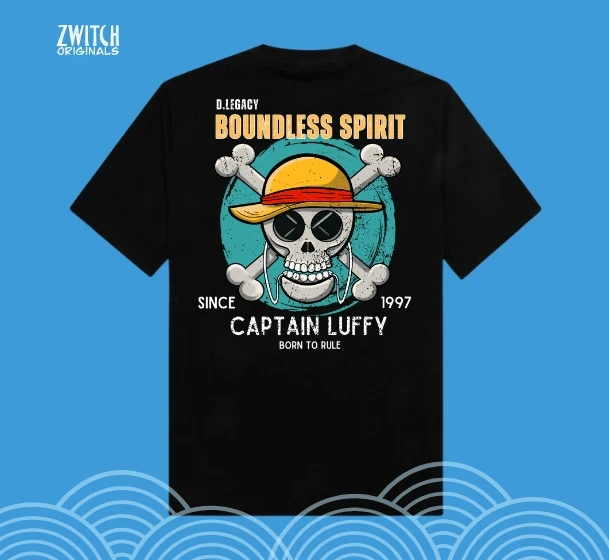 ZWITCH
ORIGINALS
D.LEGACY
BOUNDLESS SPIRIT
SINCE 1997
CAPTAIN LUFFY
BORN TO RULE